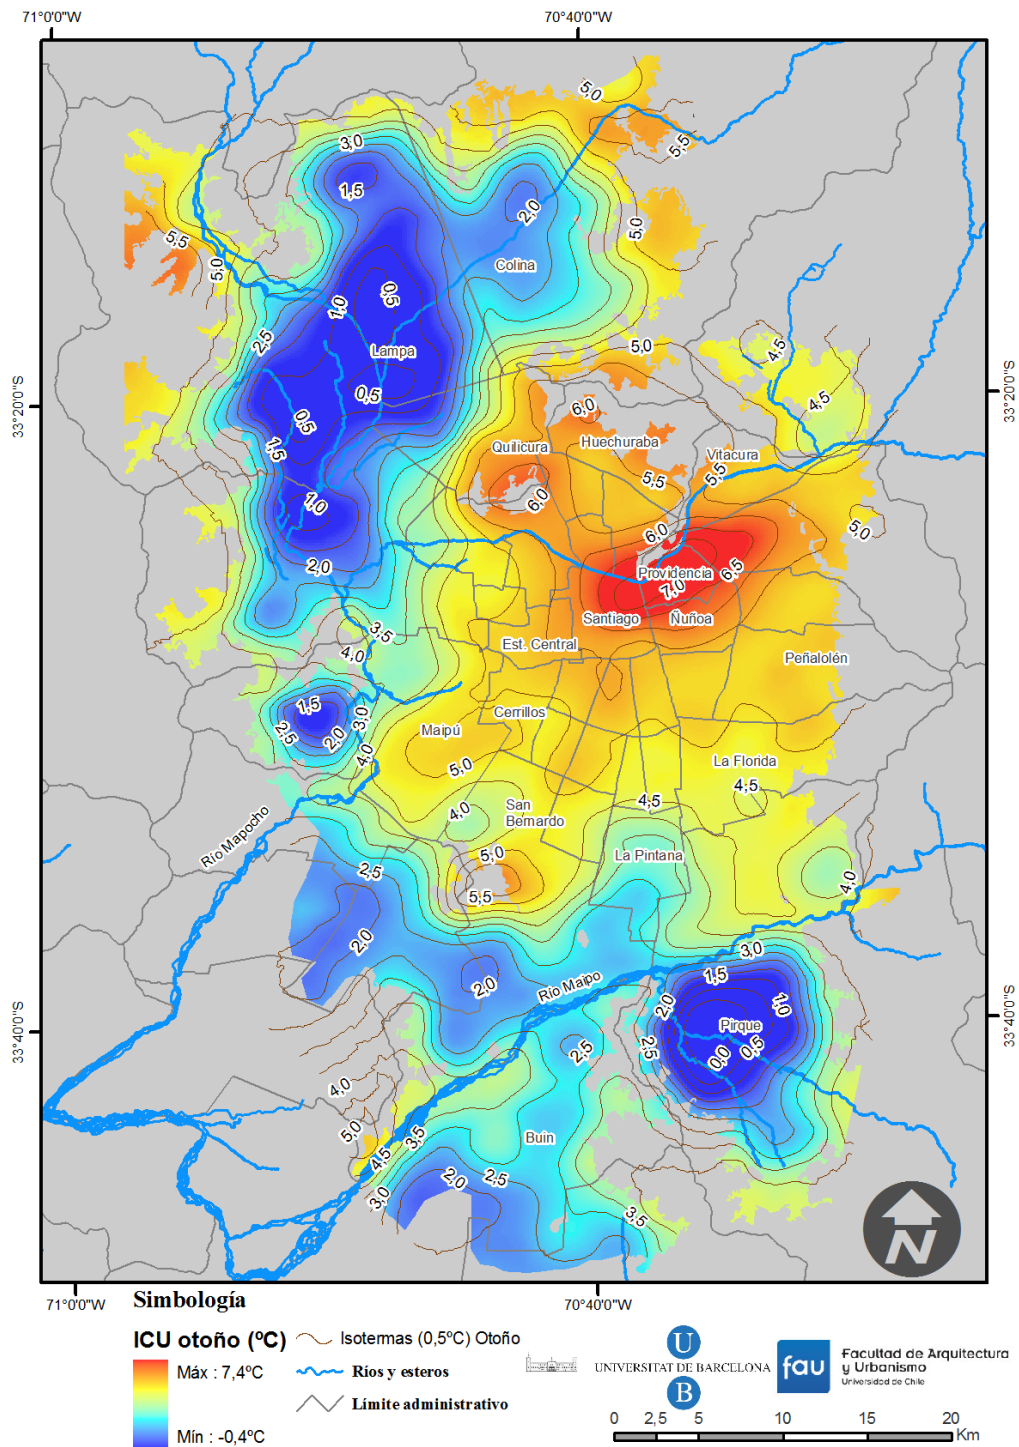 71°0'0"W
70°40'0"W
5,0
5,5
3,0
1,5
2,0
5,5
5,0
5,0
Colina
0,5
1,0
2,5
Lampa
5,0
4,5
33°20'0"S
33°20'0"S
0,5
0,5
6,0
4,5
1,5
Quilicura
Huechuraba
Vitacura
5,5
5,5
1,0
6,0
6,0
5,0
2,0
Providencia
6,5
7,0
Santiago
Ñuñoa
3,5
4,0
Est. Central
Peñalolén
1,5
3,0
2,5
2,0
Cerrillos
Maipú
4,0
5,0
La Florida
4,5
4,5
4,0
San
Bernardo
Río Mapocho
5,0
La Pintana
2,5
5,5
4,0
2,0
3,0
1,5
2,0
Río Maipo
2,0
1,0
Pirque
33°40'0"S
33°40'0"S
2,5
2,5
0,5
0,0
4,0
5,0
3,5
Buin
4,5
2,0
2,5
3,0
3,5
N
71°0'0"W
70°40'0"W
Simbología
ICU otoño (ºC)
Máx : 7,4ºC
Mín : -0,4ºC
Isotermas (0,5ºC) Otoño
Ríos y esteros
Límite administrativo
U
UNIVERSITAT DE BARCELONA
B
fau
Facultad de Arquitectura
y Urbanismo
Universidad de Chile
0 2,5 5 10 15 20
Km